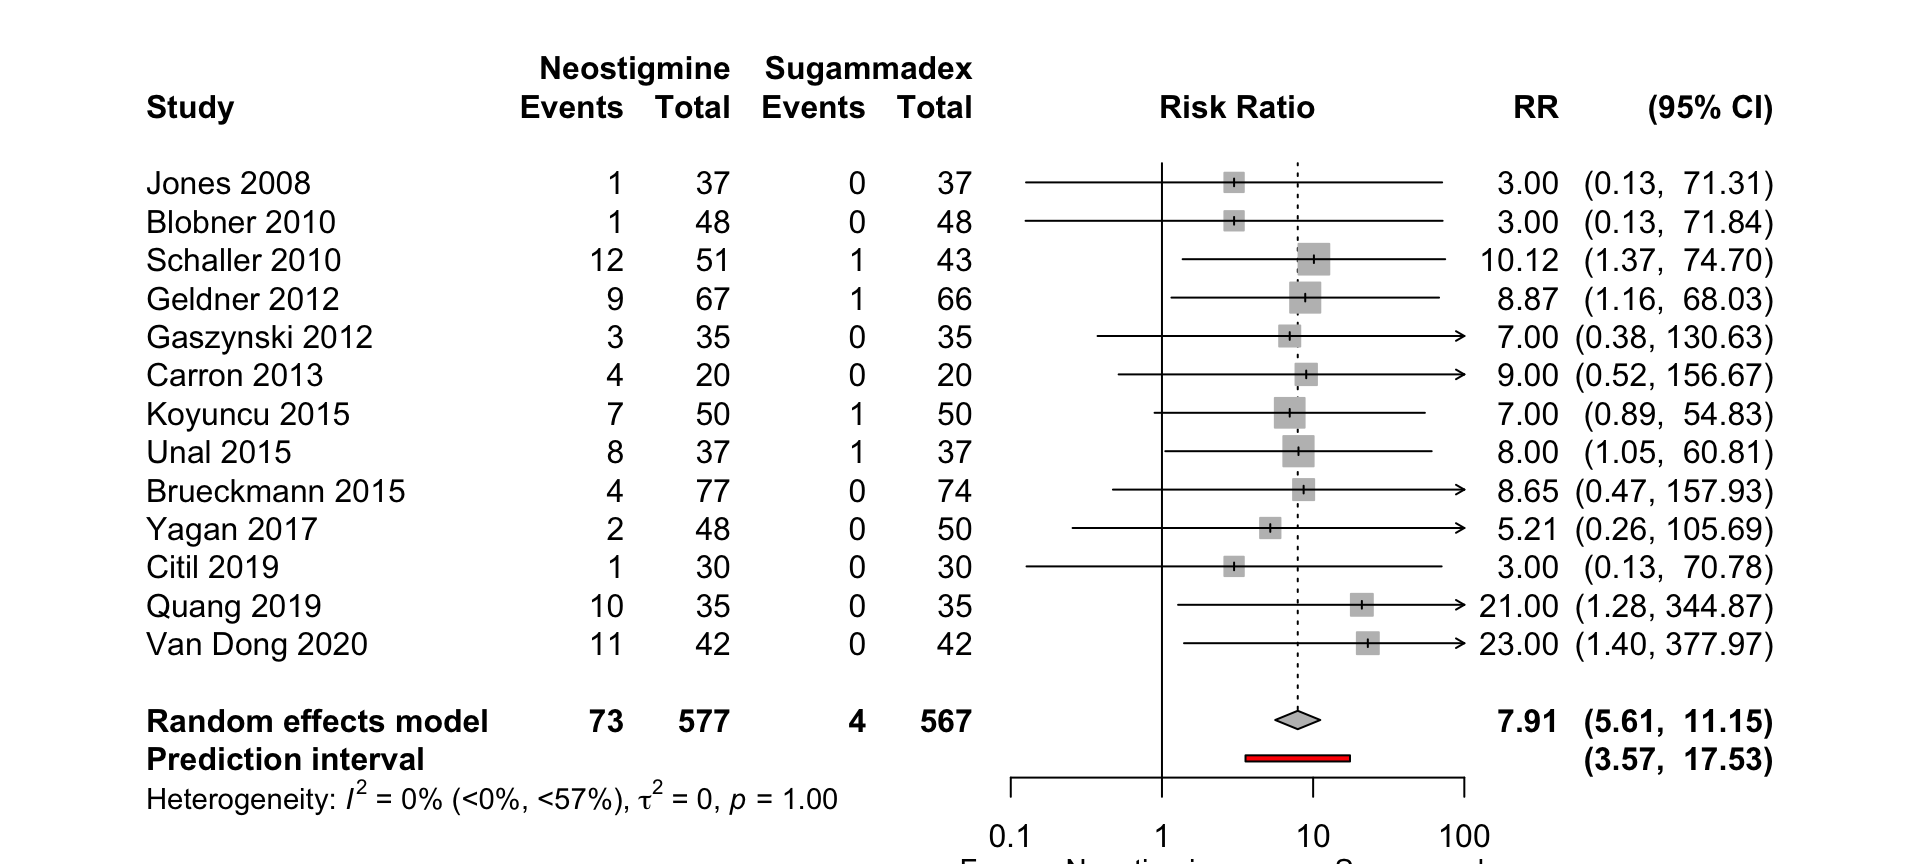 Neostigmine Sugammadex
Study Events Total Events Total Risk Ratio RR (95% CI)
Jones 2008 1 37 0 37 3.00 (0.13, 71.31)
Blobner 2010 1 48 0 48 3.00 (0.13, 71.84)
Schaller 2010 12 51 1 43 10.12 (1.37, 74.70)
Geldner 2012 9 67 1 66 8.87 (1.16, 68.03)
Gaszynski 2012 3 35 0 35 7.00 (0.38, 130.63)
Carron 2013 4 20 0 20 9.00 (0.52, 156.67)
Koyuncu 2015 7 50 1 50 7.00 (0.89, 54.83)
Unal 2015 8 37 1 37 8.00 (1.05, 60.81)
Brueckmann 2015 4 77 0 74 8.65 (0.47, 157.93)
Yagan 2017 2 48 0 50 5.21 (0.26, 105.69)
Citil 2019 1 30 0 30 3.00 (0.13, 70.78)
Quang 2019 10 35 0 35 21.00 (1.28, 344.87)
Van Dong 2020 11 42 0 42 23.00 (1.40, 377.97)
Random effects model 73 577 4 567 7.91 (5.61, 11.15)
Prediction interval (3.57, 17.53)
Heterogeneity: I² = 0% (<0%, <57%), τ² = 0, p = 1.00
0.1 1 10 100